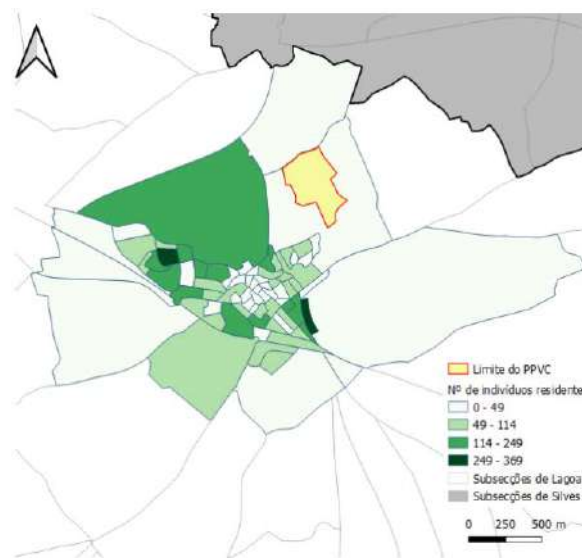 Limite do PPVC
Nº de indivíduos residente
0 - 49
49 - 114
114 - 249
249 - 369
Subsecções de Lagoa
Subsecções de Silves
0 250 500 m